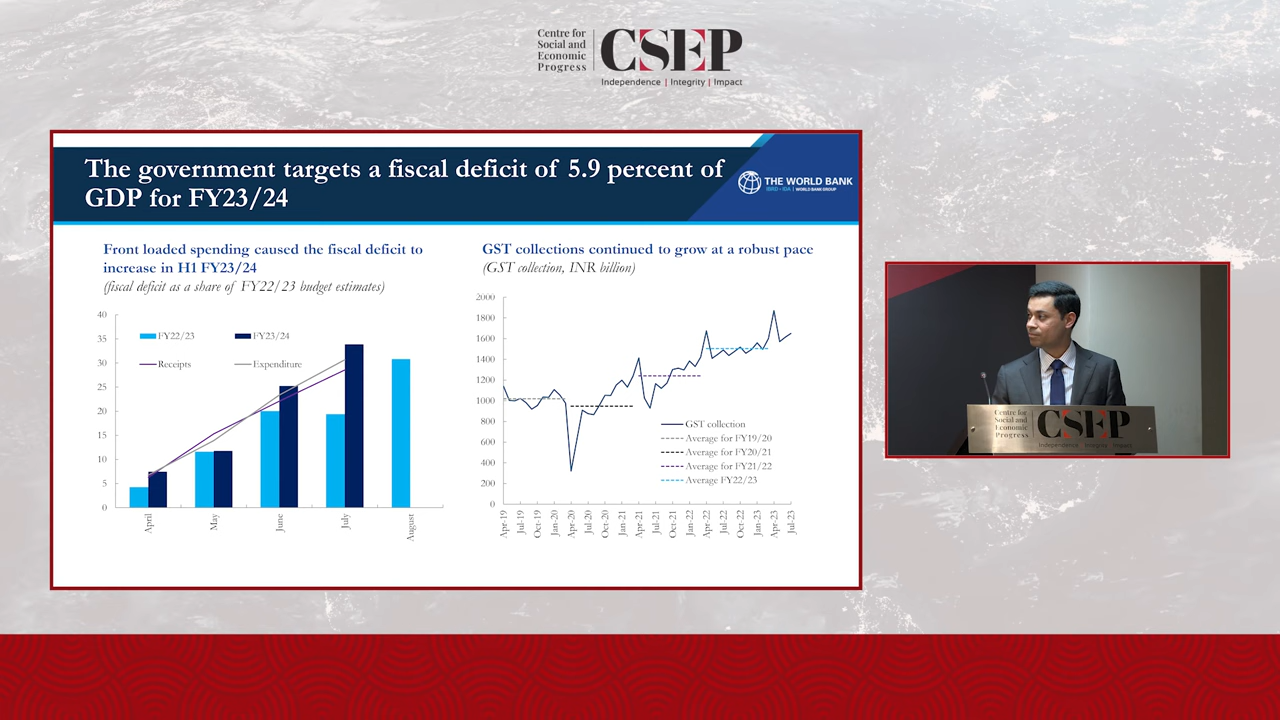 Centre for
Social and
Economic
Progress
CSEP
Independence | Integrity | Impact
The government targets a fiscal deficit of 5.9 percent of
GDP for FY23/24
THE WORLD BANK
IBRD • IDA | WORLD BANK GROUP
Front loaded spending caused the fiscal deficit to
increase in H1 FY23/24
(fiscal deficit as a share of FY22/23 budget estimates)
40
35
30
25
20
15
10
5
0
FY22/23
FY23/24
Receipts
Expenditure
April
May
June
July
August
GST collections continued to grow at a robust pace
(GST collection, INR billion)
2000
1800
1600
1400
1200
1000
800
600
400
200
0
GST collection
Average for FY19/20
Average for FY20/21
Average for FY21/22
Average FY22/23
Apr-19
Jul-19
Oct-19
Jan-20
Apr-20
Jul-20
Oct-20
Jan-21
Apr-21
Jul-21
Oct-21
Jan-22
Apr-22
Jul-22
Oct-22
Jan-23
Apr-23
Jul-23
Centre for
Social and
Economic
Progress
CSEP
Independence | Integrity | Impact